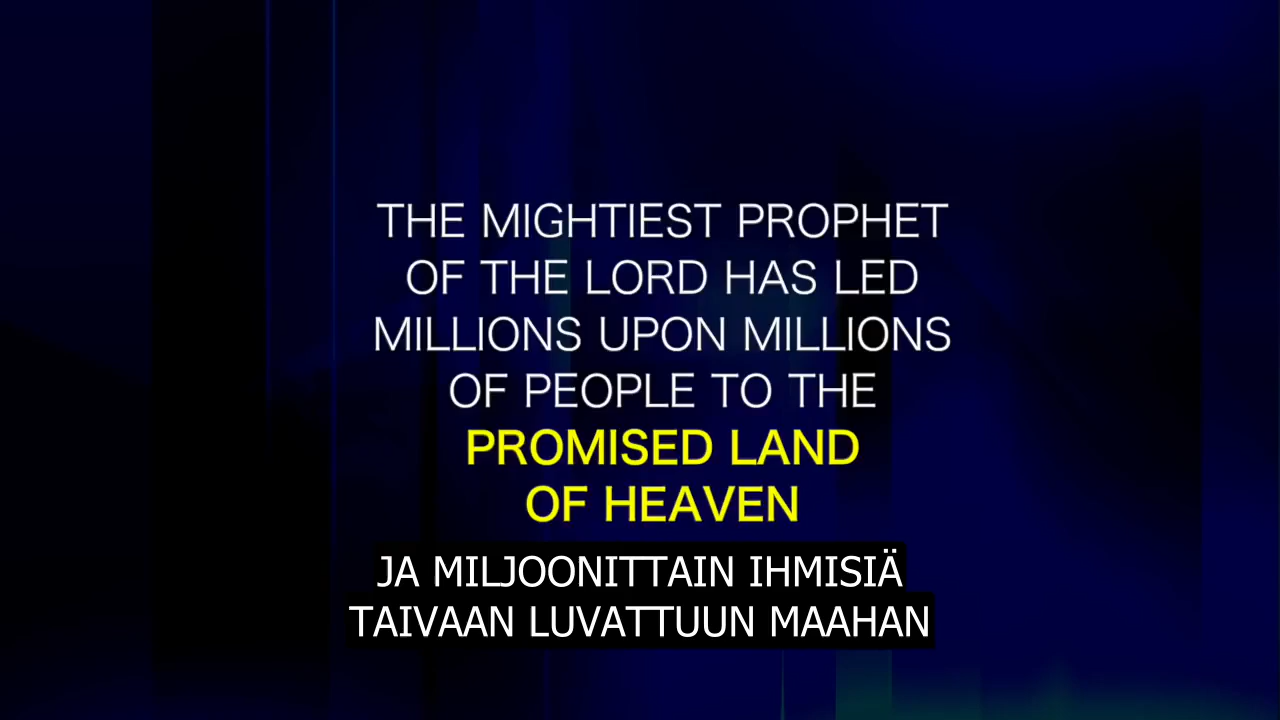 THE MIGHTIEST PROPHET
OF THE LORD HAS LED
MILLIONS UPON MILLIONS
OF PEOPLE TO THE
PROMISED LAND
OF HEAVEN
JA MILJOONITTAIN IHMISIÄ
TAIVAAN LUVATTUUN MAAHAN